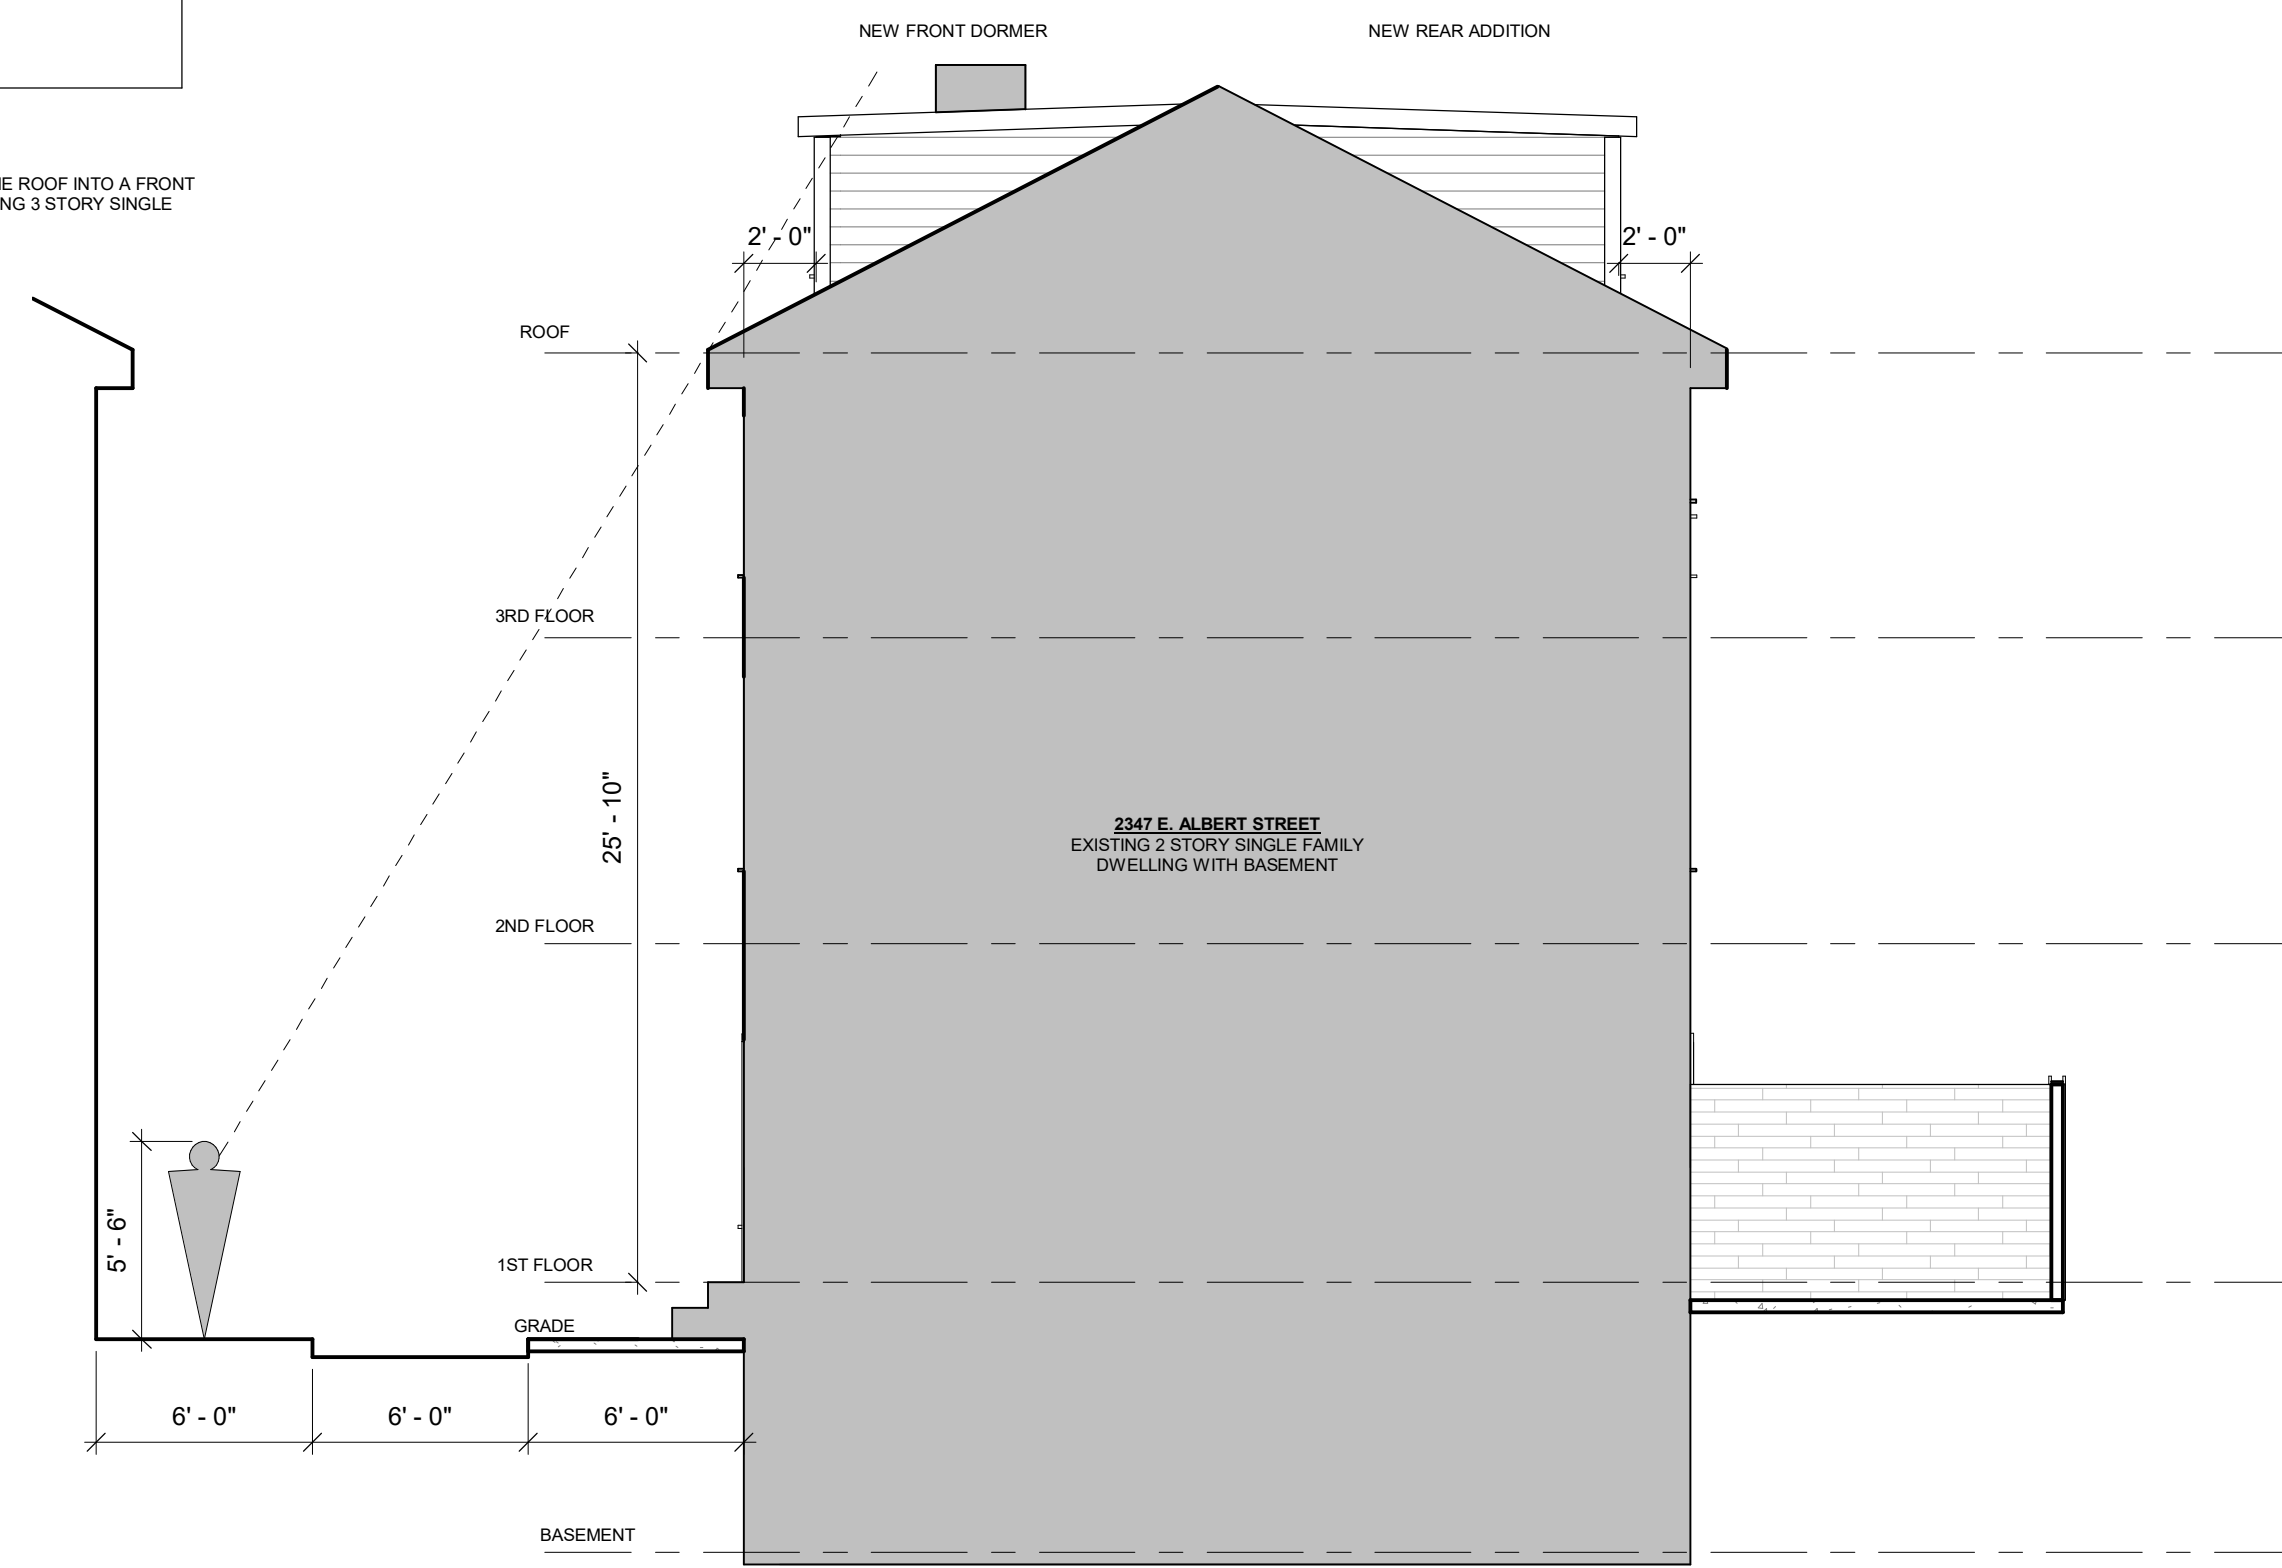 NEW FRONT DORMER
NEW REAR ADDITION
ROOF INTO A FRONT
3 STORY SINGLE
2' - 0"
2' - 0"
ROOF
3RD FLOOR
25' - 10"
2347 E. ALBERT STREET
EXISTING 2 STORY SINGLE FAMILY
DWELLING WITH BASEMENT
2ND FLOOR
5' - 6"
1ST FLOOR
GRADE
6' - 0"
6' - 0"
6' - 0"
BASEMENT